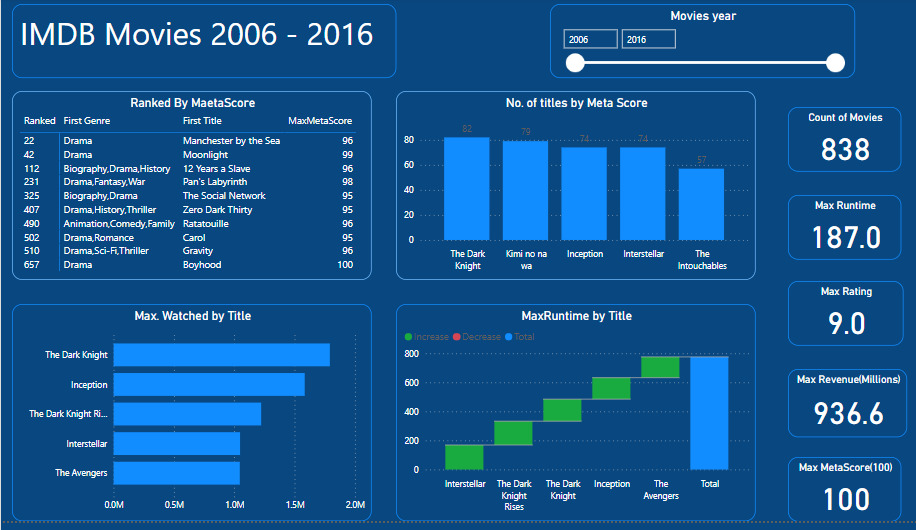 IMDB Movies 2006 - 2016
Movies year
2006 2016
Ranked By MaetaScore
Ranked First Genre First Title MaxMetaScore
22 Drama Manchester by the Sea 96
42 Drama Moonlight 99
112 Biography,Drama,History 12 Years a Slave 96
231 Drama,Fantasy,War Pan's Labyrinth 98
325 Biography,Drama The Social Network 95
407 Drama,History,Thriller Zero Dark Thirty 95
490 Animation,Comedy,Family Ratatouille 96
502 Drama,Romance Carol 95
510 Drama,Sci-Fi,Thriller Gravity 96
657 Drama Boyhood 100
No. of titles by Meta Score
82
79
74
74
57
80
60
40
20
0
The Dark
Knight
Kimi no na
wa
Inception
Interstellar
The
Intouchables
Count of Movies
838
Max Runtime
187.0
Max Rating
9.0
Max Revenue(Millions)
936.6
Max MetaScore(100)
100
Max. Watched by Title
The Dark Knight
Inception
The Dark Knight Ri...
Interstellar
The Avengers
0.0M 0.5M 1.0M 1.5M 2.0M
MaxRuntime by Title
Increase Decrease Total
800
600
400
200
0
Interstellar
The Dark
Knight
Rises
The Dark
Knight
Inception
The
Avengers
Total